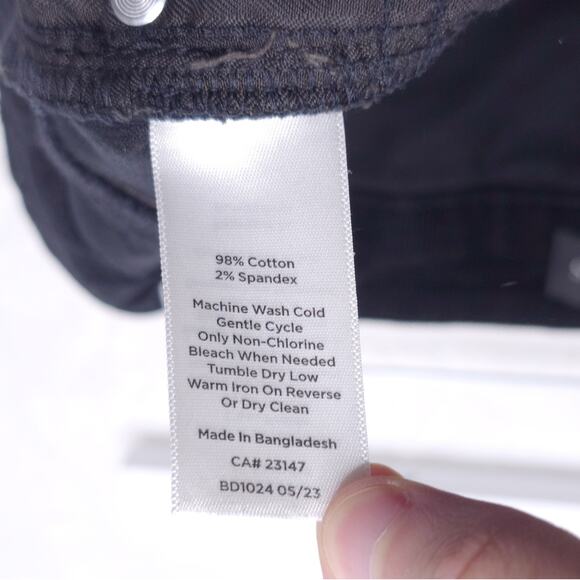 98% Cotton
2% Spandex
Machine Wash Cold
Gentle Cycle
Only Non-Chlorine
Bleach When Needed
Tumble Dry Low
Warm Iron On Reverse
Or Dry Clean
Made In Bangladesh
CA# 23147
BD1024 05/23